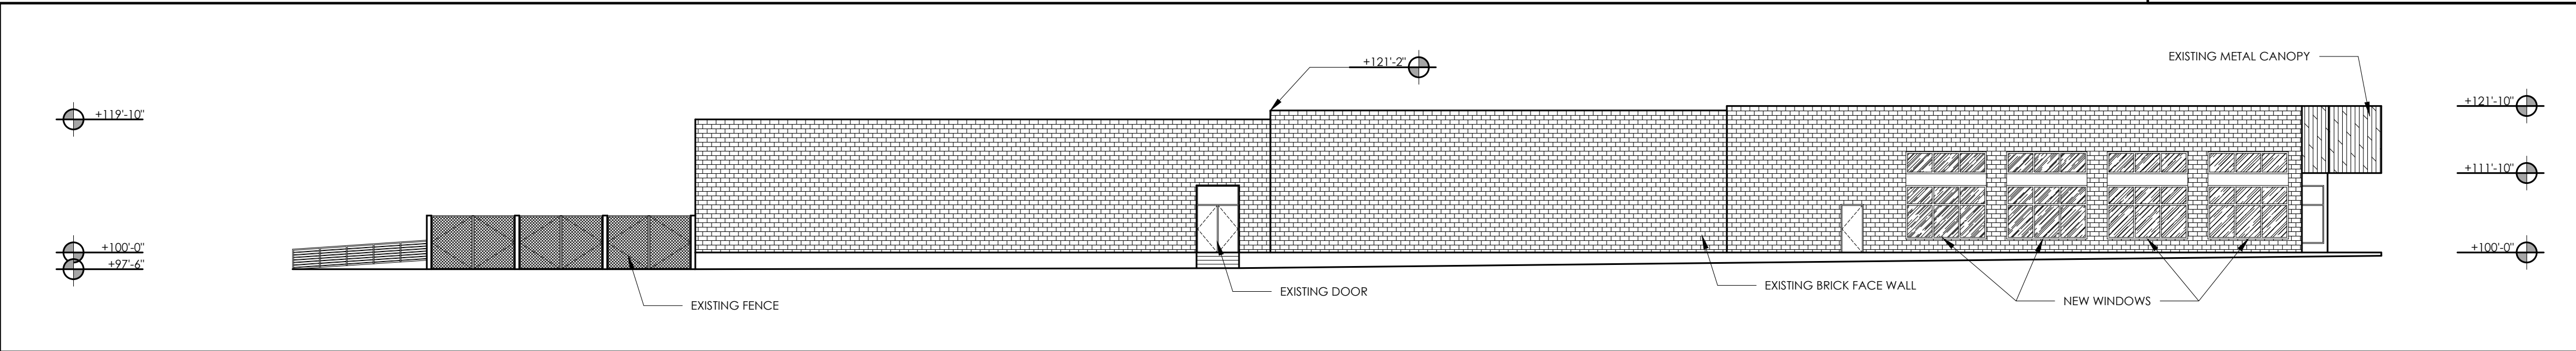 EXISTING METAL CANOPY
+121'-2"
+121'-10"
+119'-10"
+111'-10"
+100'-0"
+100'-0"
+97'-6"
EXISTING BRICK FACE WALL
EXISTING DOOR
NEW WINDOWS
EXISTING FENCE